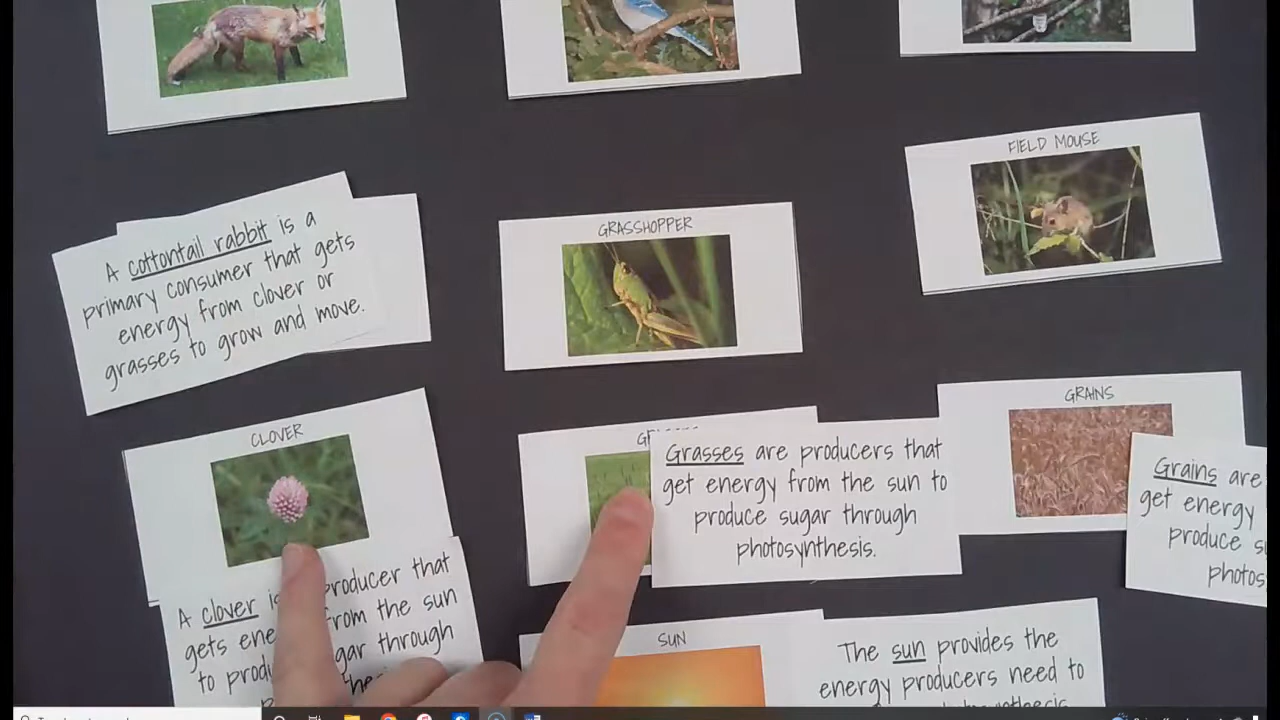 FIELD MOUSE
GRASSHOPPER
A cottontail rabbit is a
primary consumer that gets
energy from clover or
grasses to grow and move.
CLOVER
GRAINS
Grasses are producers that
get energy from the sun to
produce sugar through
photosynthesis.
Grains are
get energy
produce
A clover is producer that
gets from the sun
to through
SUN
The sun provides the
energy producers need to